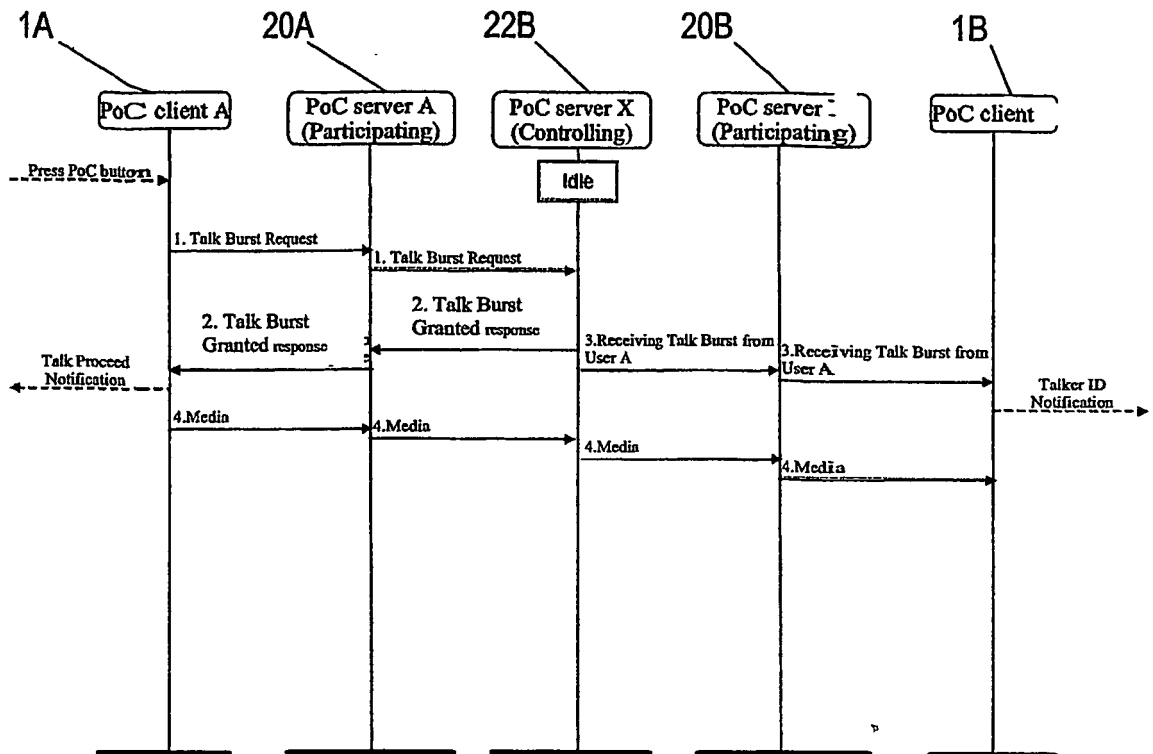 1A
20A
22B
20B
1B
PoC client A
PoC server A
(Participating)
PoC server X
(Controlling)
PoC server
(Participating)
PoC client
Idle
Press PoC button
1. Talk Burst Request
1. Talk Burst Request
2. Talk Burst
Granted response
2. Talk Burst
Granted response
3.Receiving Talk Burst from
User A
3.Receiving Talk Burst from
User A
Talk Proceed
Notification
Talker ID
Notification
4.Media
4.Media
4.Media
4.Media